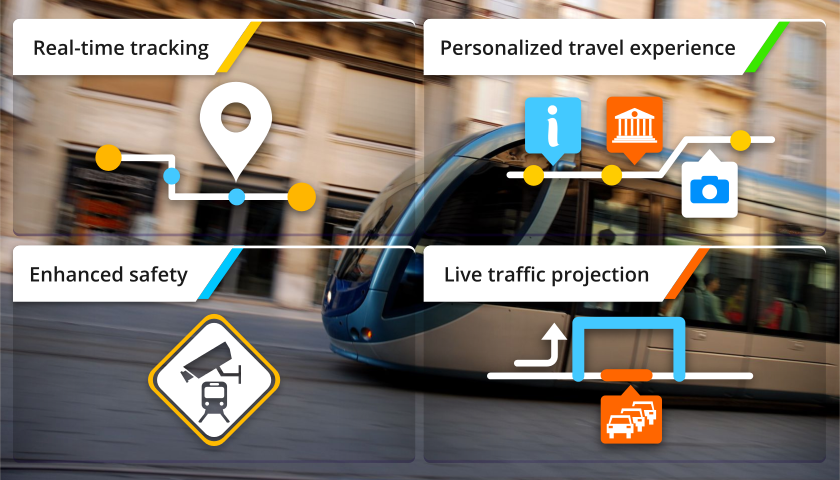 Real-time tracking
Personalized travel experience
Enhanced safety
Live traffic projection